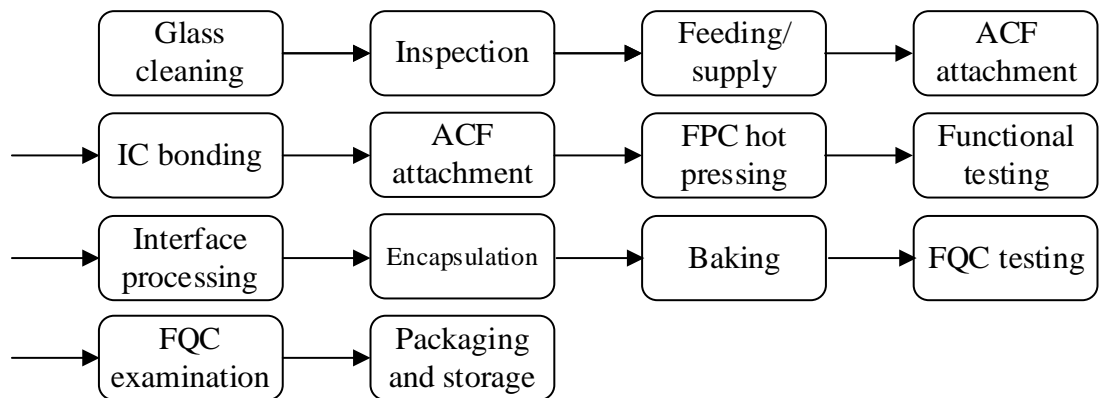 Glass
cleaning
Inspection
Feeding/
supply
ACF
attachment
IC bonding
ACF
attachment
FPC hot
pressing
Functional
testing
Interface
processing
Encapsulation
Baking
FQC testing
FQC
examination
Packaging
and storage